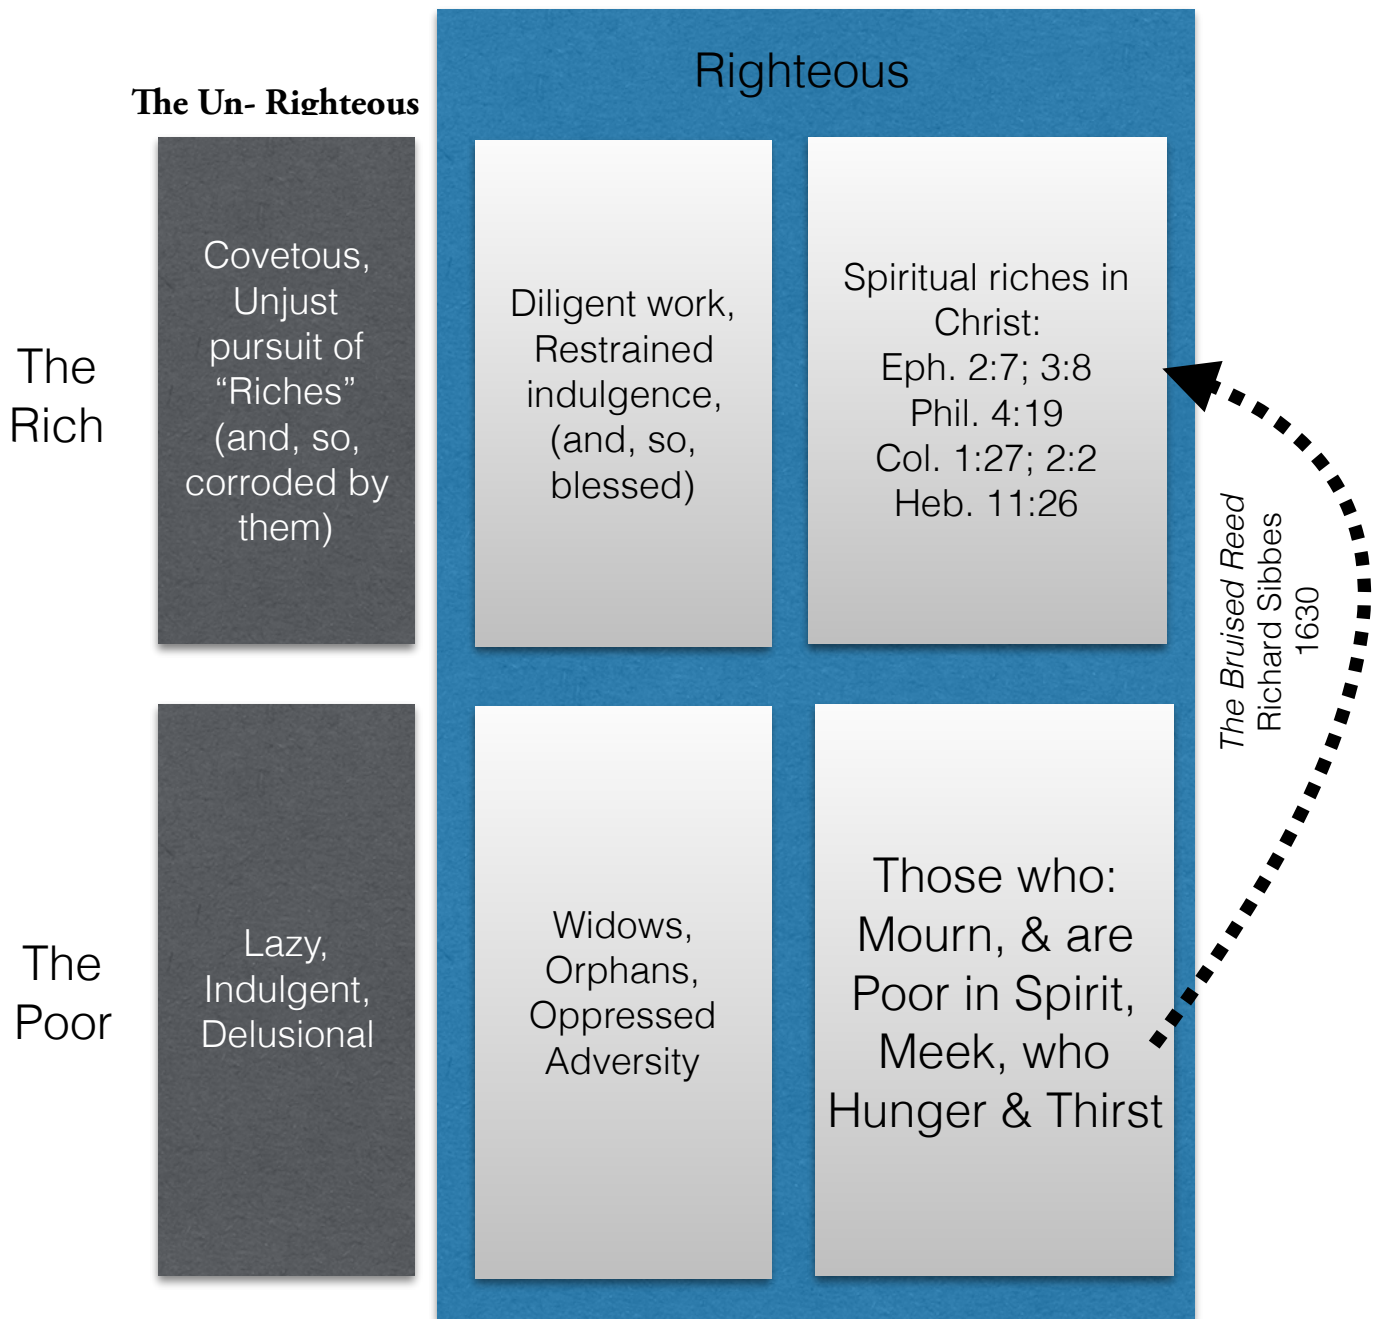 Righteous
The Un- Righteous
The
Rich
Covetous,
Unjust
pursuit of
“Riches”
(and, so,
corroded by
them)
Diligent work,
Restrained
indulgence,
(and, so,
blessed)
Spiritual riches in
Christ:
Eph. 2:7; 3:8
Phil. 4:19
Col. 1:27; 2:2
Heb. 11:26
The Bruised Reed
Richard Sibbes
1630
The
Poor
Lazy,
Indulgent,
Delusional
Widows,
Orphans,
Oppressed
Adversity
Those who:
Mourn, & are
Poor in Spirit,
Meek, who
Hunger & Thirst